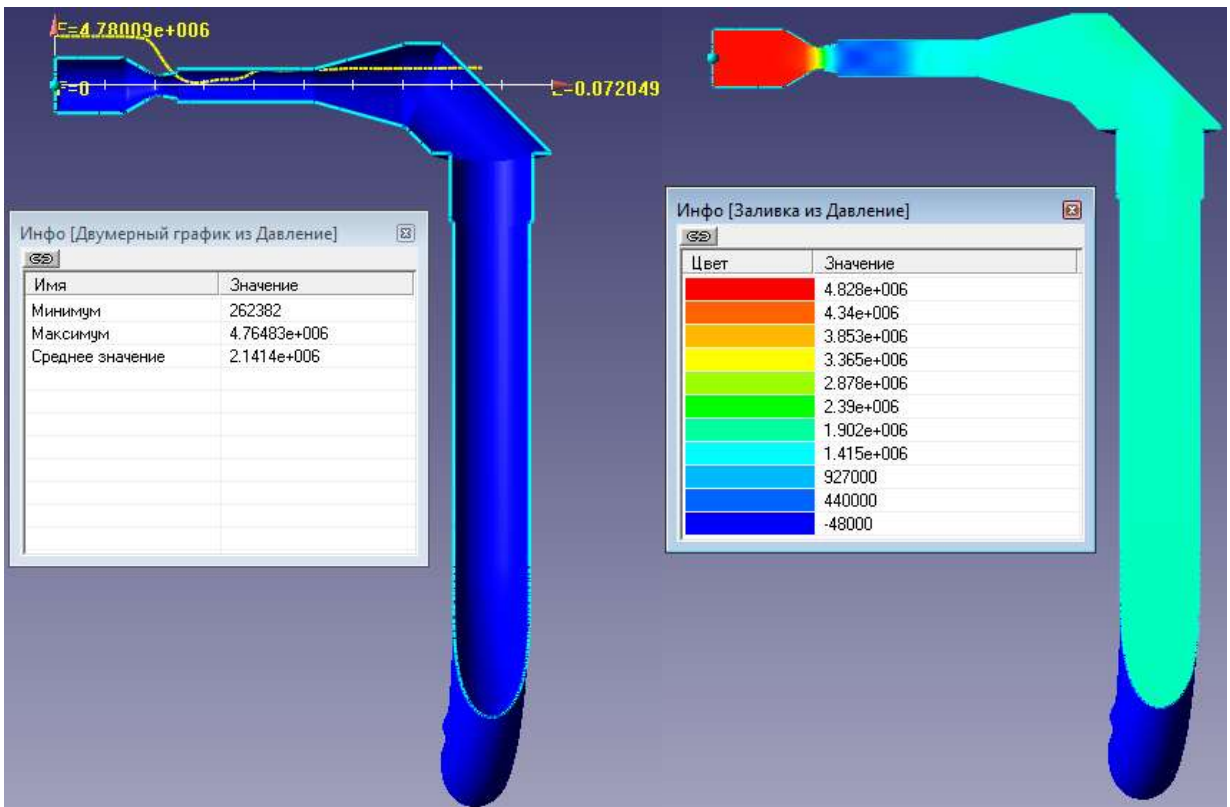 F=4.78009e+006
F=0
L=0.072049
Инфо [Двумерный график из Давление]
Имя Значение
Минимум 262382
Максимум 4.76483e+006
Среднее значение 2.1414e+006
Инфо [Заливка из Давление]
Цвет Значение
4.828e+006
4.34e+006
3.853e+006
3.365e+006
2.878e+006
2.39e+006
1.902e+006
1.415e+006
927000
440000
-48000